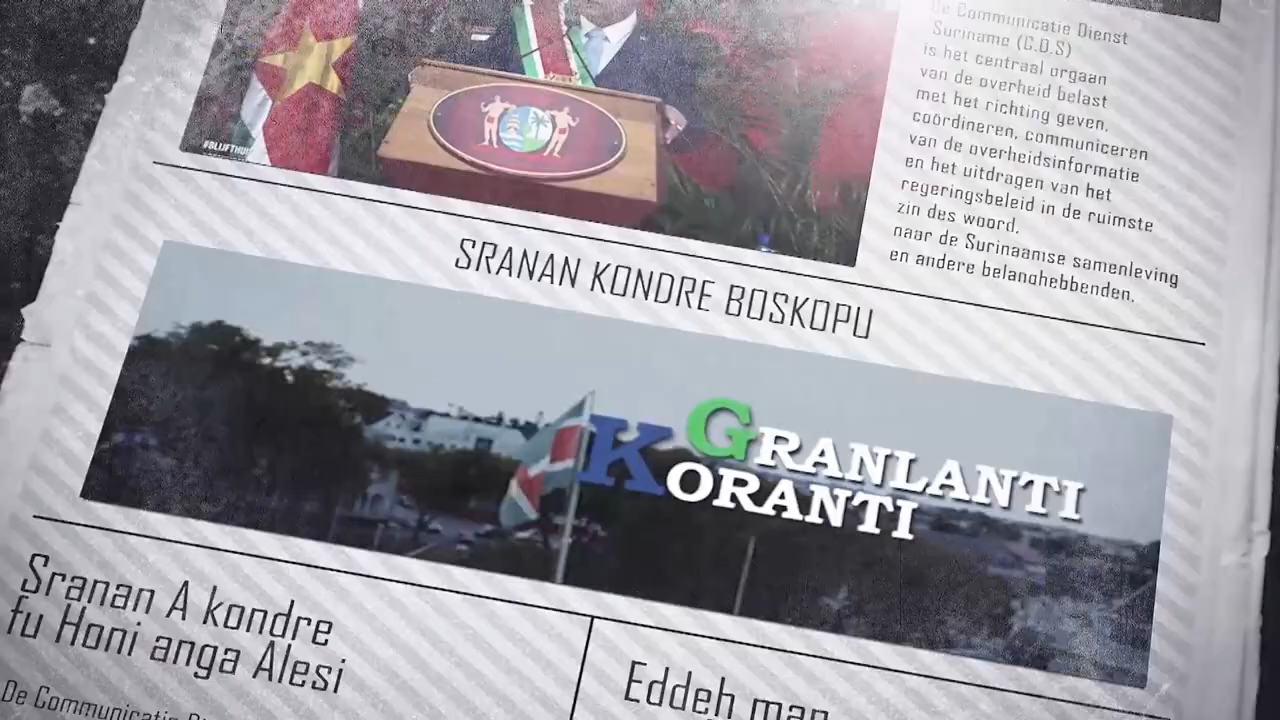 De Communicatie Dienst
Suriname (C.D.S)
is het centraal orgaan
van de overheid belast
met het richting geven,
coördineren, communiceren
van de overheidsinformatie
en het uitdragen van het
regeringsbeleid in de ruimste
zin des woord.
naar de Surinaamse samenleving
en andere belanghebbenden.
SRANAN KONDRE BOSKOPU
GRANLANTI
KORANTI
Sranan A kondre
fu Honi anga Alesi
De Communicatie
Eddeh man